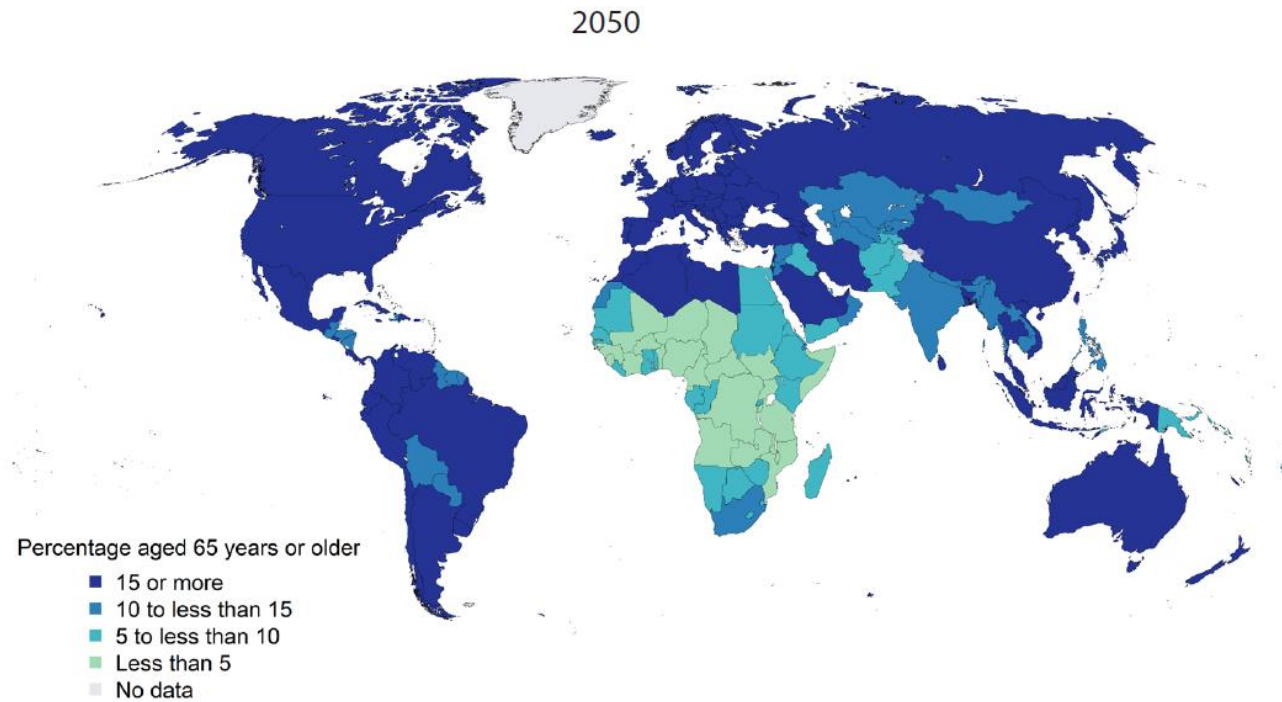 2050
Percentage aged 65 years or older
15 or more
10 to less than 15
5 to less than 10
Less than 5
No data